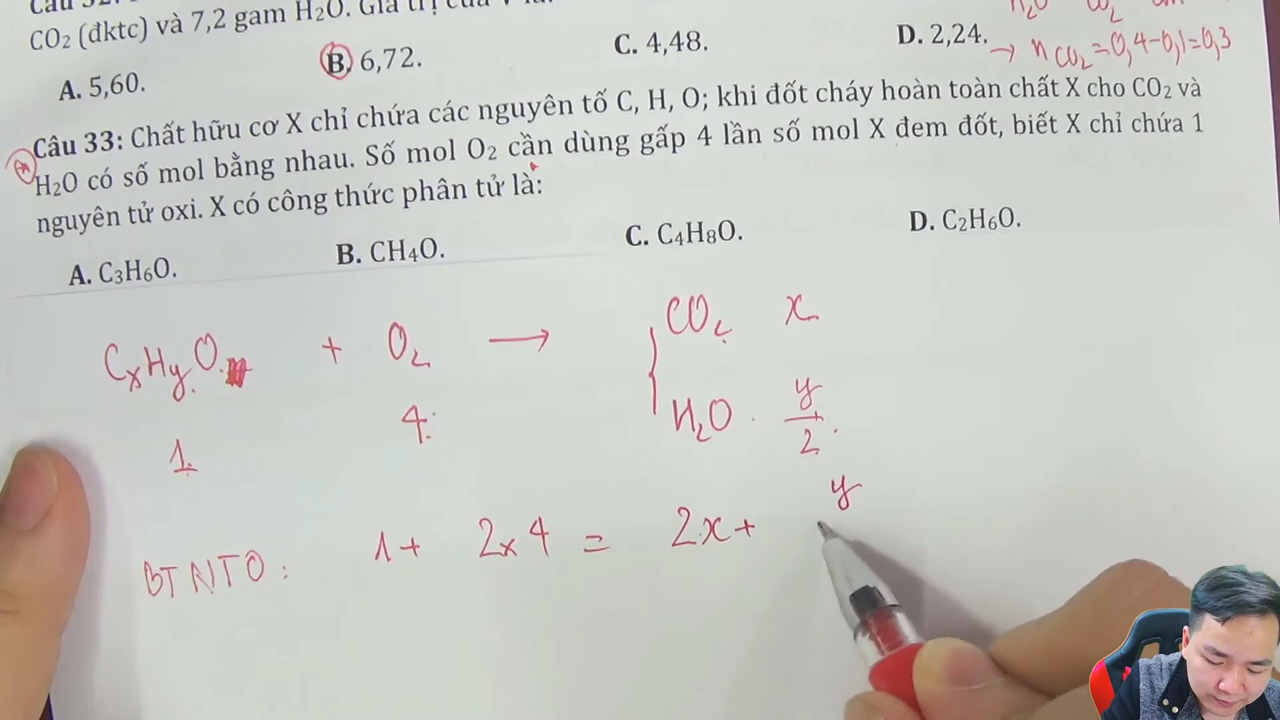 CO₂ (đktc) và 7,2 gam H₂O. Giá trị của V là
A. 5,60. B. 6,72. C. 4,48. D. 2,24.
→ n CO₂ = 0,4-0,1=0,3
Câu 33: Chất hữu cơ X chỉ chứa các nguyên tố C, H, O; khi đốt cháy hoàn toàn chất X cho CO₂ và
H₂O có số mol bằng nhau. Số mol O₂ cần dùng gấp 4 lần số mol X đem đốt, biết X chỉ chứa 1
nguyên tử oxi. X có công thức phân tử là:
A. C₃H₆O. B. CH₄O. C. C₄H₈O. D. C₂H₆O.
CxHyO + O₂ → { CO₂ x
H₂O y/2
1 4
BTNTO: 1+ 2x4 = 2x+ y